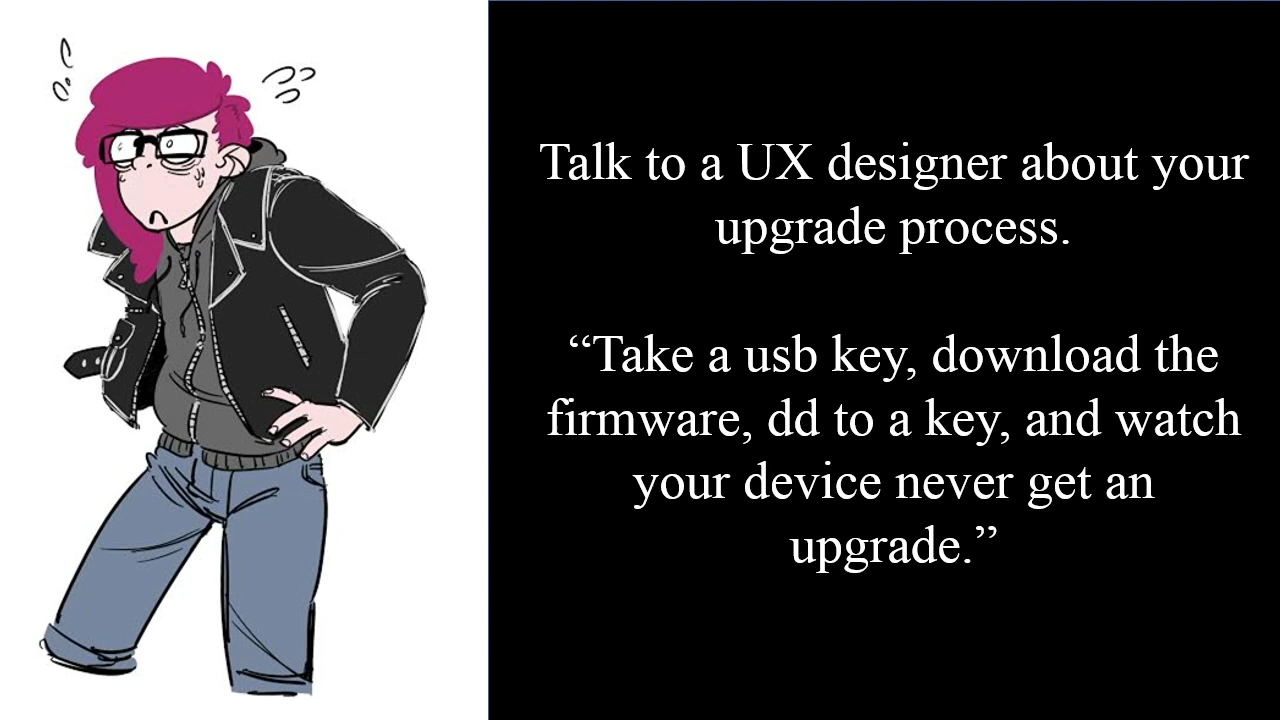 Talk to a UX designer about your
upgrade process.
“Take a usb key, download the
firmware, dd to a key, and watch
your device never get an
upgrade.”